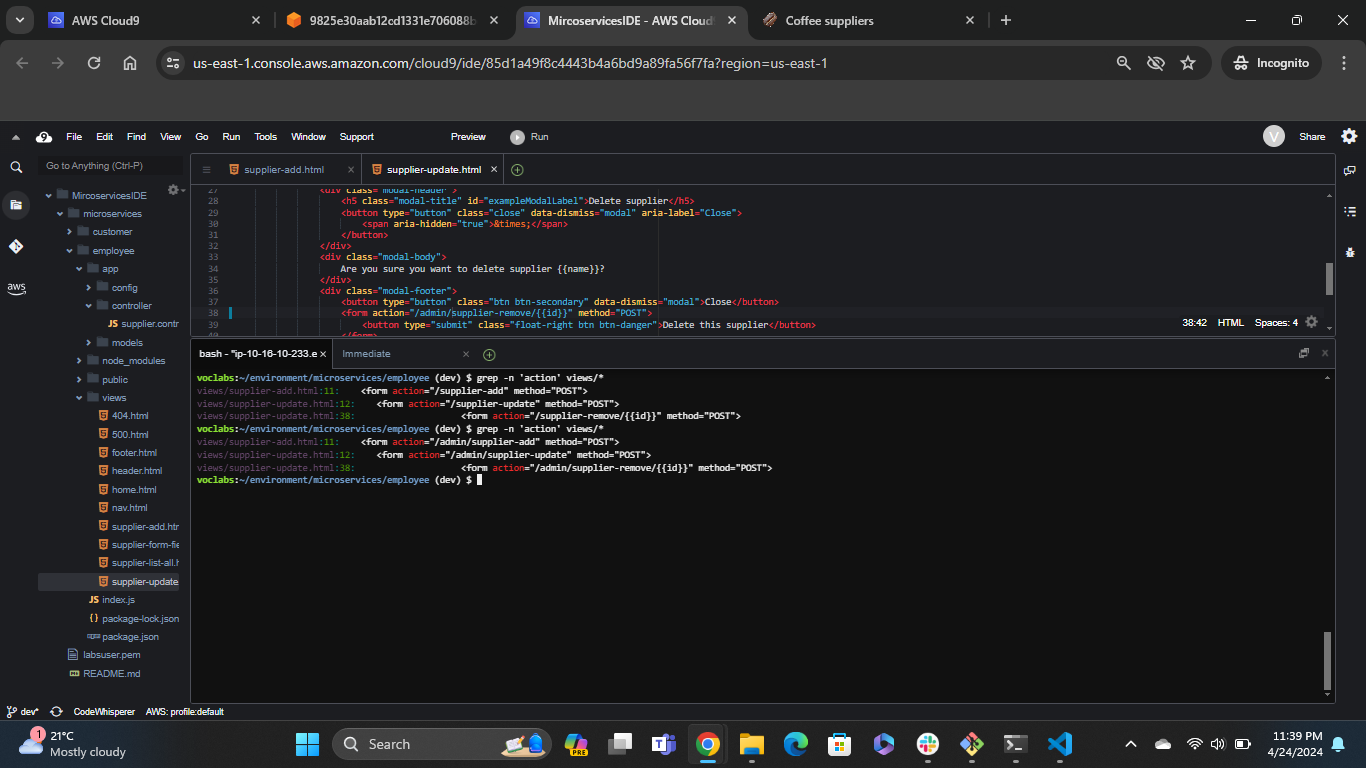 AWS Cloud9
9825e30aab12cd1331e706088b
MircoservicesIDE - AWS Cloud9
Coffee suppliers
us-east-1.console.aws.amazon.com/cloud9/ide/85d1a49f8c4443b4a6bd9a89fa56f7fa?region=us-east-1
Incognito
File Edit Find View Go Run Tools Window Support Preview Run
V Share
Go to Anything (Ctrl-P)
supplier-add.html
supplier-update.html
MircoservicesIDE
microservices
customer
employee
app
config
controller
JS supplier.contr
models
node_modules
public
views
404.html
500.html
footer.html
header.html
home.html
nav.html
supplier-add.htm
supplier-form-fie
supplier-list-all.h
supplier-update
JS index.js
package-lock.json
package.json
labsuser.pem
README.md
27 <div class="modal-header">
28 <h5 class="modal-title" id="exampleModalLabel">Delete supplier</h5>
29 <button type="button" class="close" data-dismiss="modal" aria-label="Close">
30 <span aria-hidden="true">&times;</span>
31 </button>
32 </div>
33 <div class="modal-body">
34 Are you sure you want to delete supplier {{name}}?
35 </div>
36 <div class="modal-footer">
37 <button type="button" class="btn btn-secondary" data-dismiss="modal">Close</button>
38 <form action="/admin/supplier-remove/{{id}}" method="POST">
39 <button type="submit" class="float-right btn btn-danger">Delete this supplier</button>
40 </form>
38:42 HTML Spaces: 4
bash - "ip-10-16-10-233.e
Immediate
voclabs:~/environment/microservices/employee (dev) $ grep -n 'action' views/*
views/supplier-add.html:11: <form action="/supplier-add" method="POST">
views/supplier-update.html:12: <form action="/supplier-update" method="POST">
views/supplier-update.html:38: <form action="/supplier-remove/{{id}}" method="POST">
voclabs:~/environment/microservices/employee (dev) $ grep -n 'action' views/*
views/supplier-add.html:11: <form action="/admin/supplier-add" method="POST">
views/supplier-update.html:12: <form action="/admin/supplier-update" method="POST">
views/supplier-update.html:38: <form action="/admin/supplier-remove/{{id}}" method="POST">
voclabs:~/environment/microservices/employee (dev) $
dev* CodeWhisperer AWS: profile:default
1
21°C
Mostly cloudy
Search
PRE
11:39 PM
4/24/2024